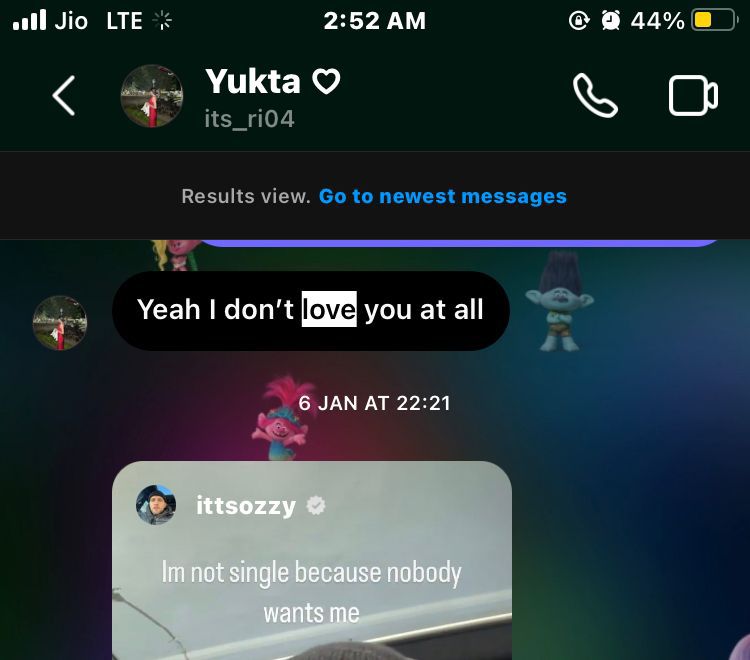 Jio LTE 2:52 AM 44%
Yukta
its_ri04
Results view. Go to newest messages
Yeah I don't love you at all
6 JAN AT 22:21
ittsozzy
Im not single because nobody
wants me